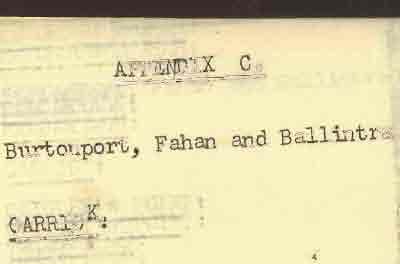 APPENDIX C.
Burtonport, Fahan and Ballintra
CARRICK: